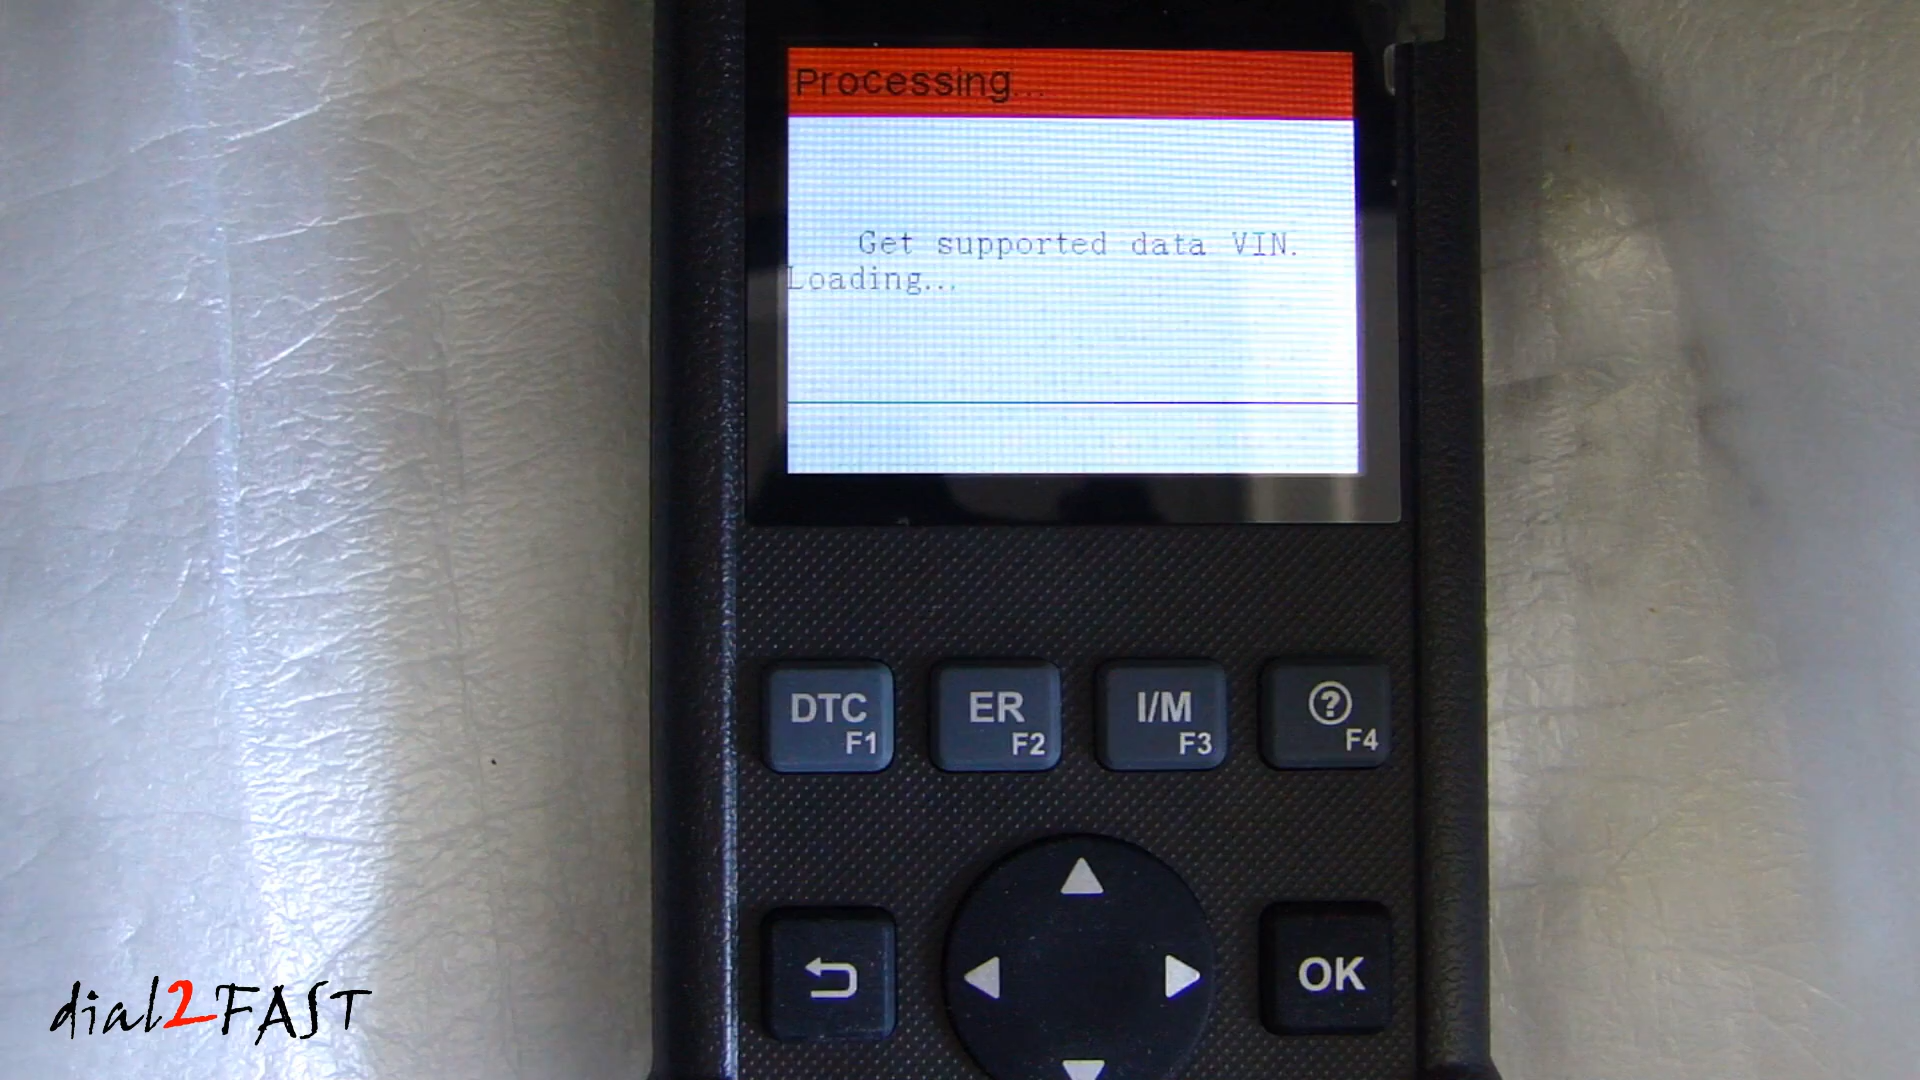 Processing...
Get supported data VIN.
Loading...
DTC
F1
ER
F2
I/M
F3
?
F4
OK
dial2FAST